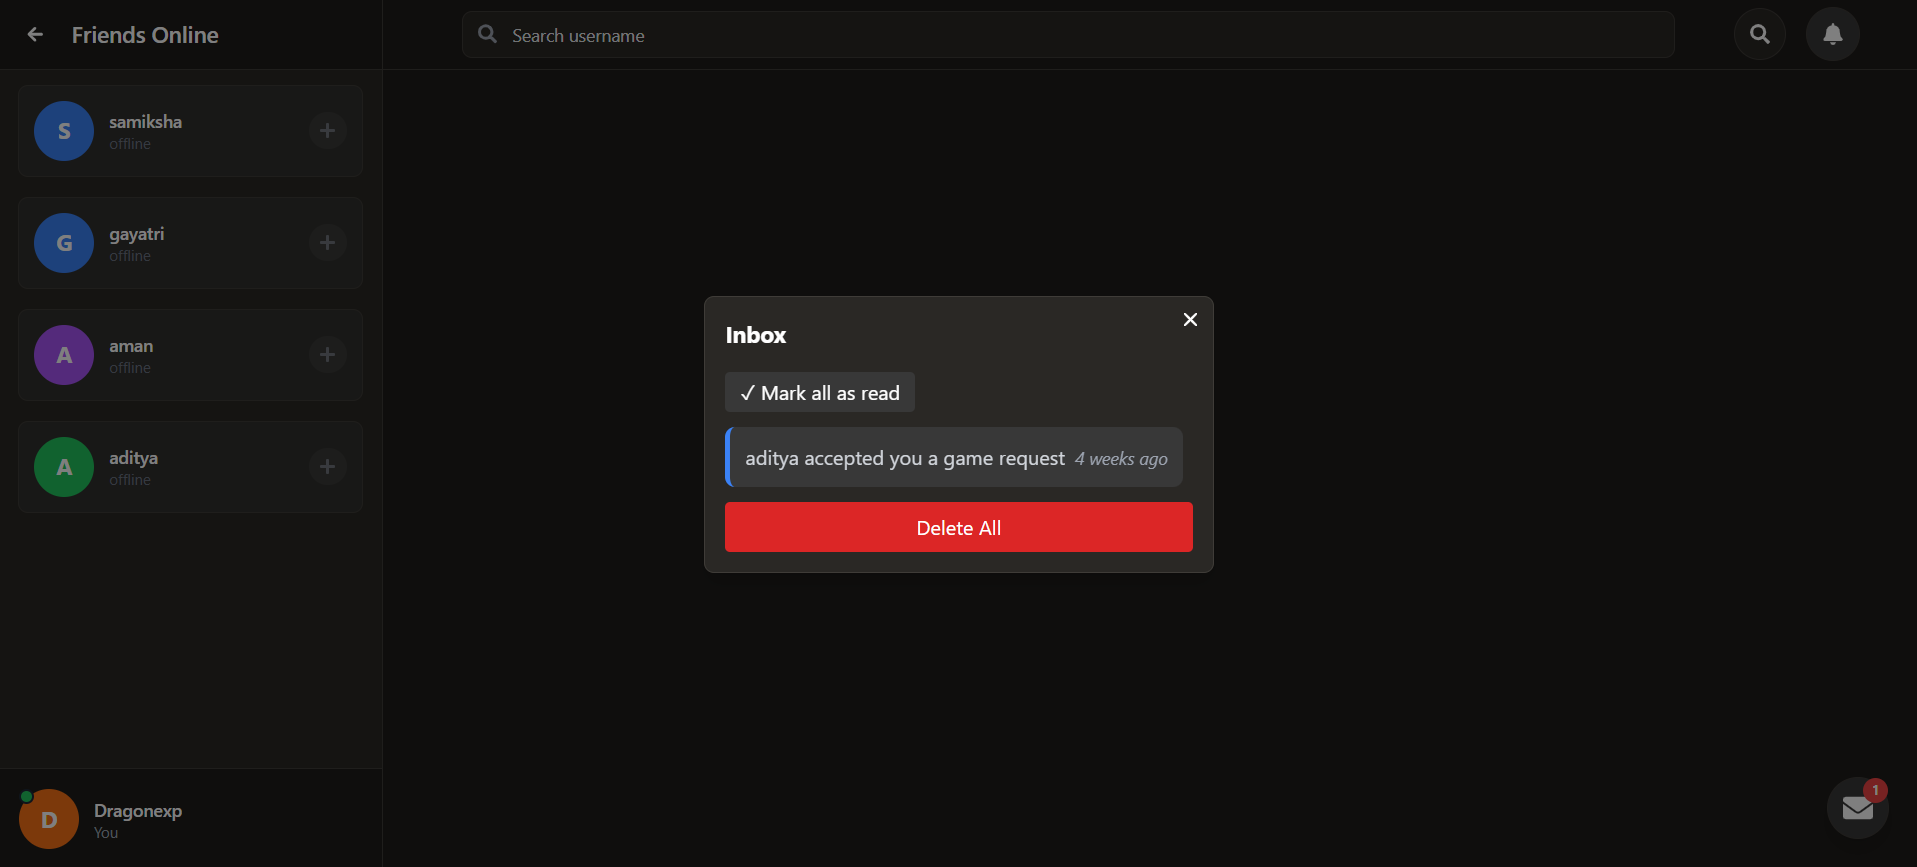 Friends Online
Search username
S
samiksha
offline
G
gayatri
offline
A
aman
offline
A
aditya
offline
Inbox
✓ Mark all as read
aditya accepted you a game request 4 weeks ago
Delete All
D
Dragonexp
You
1